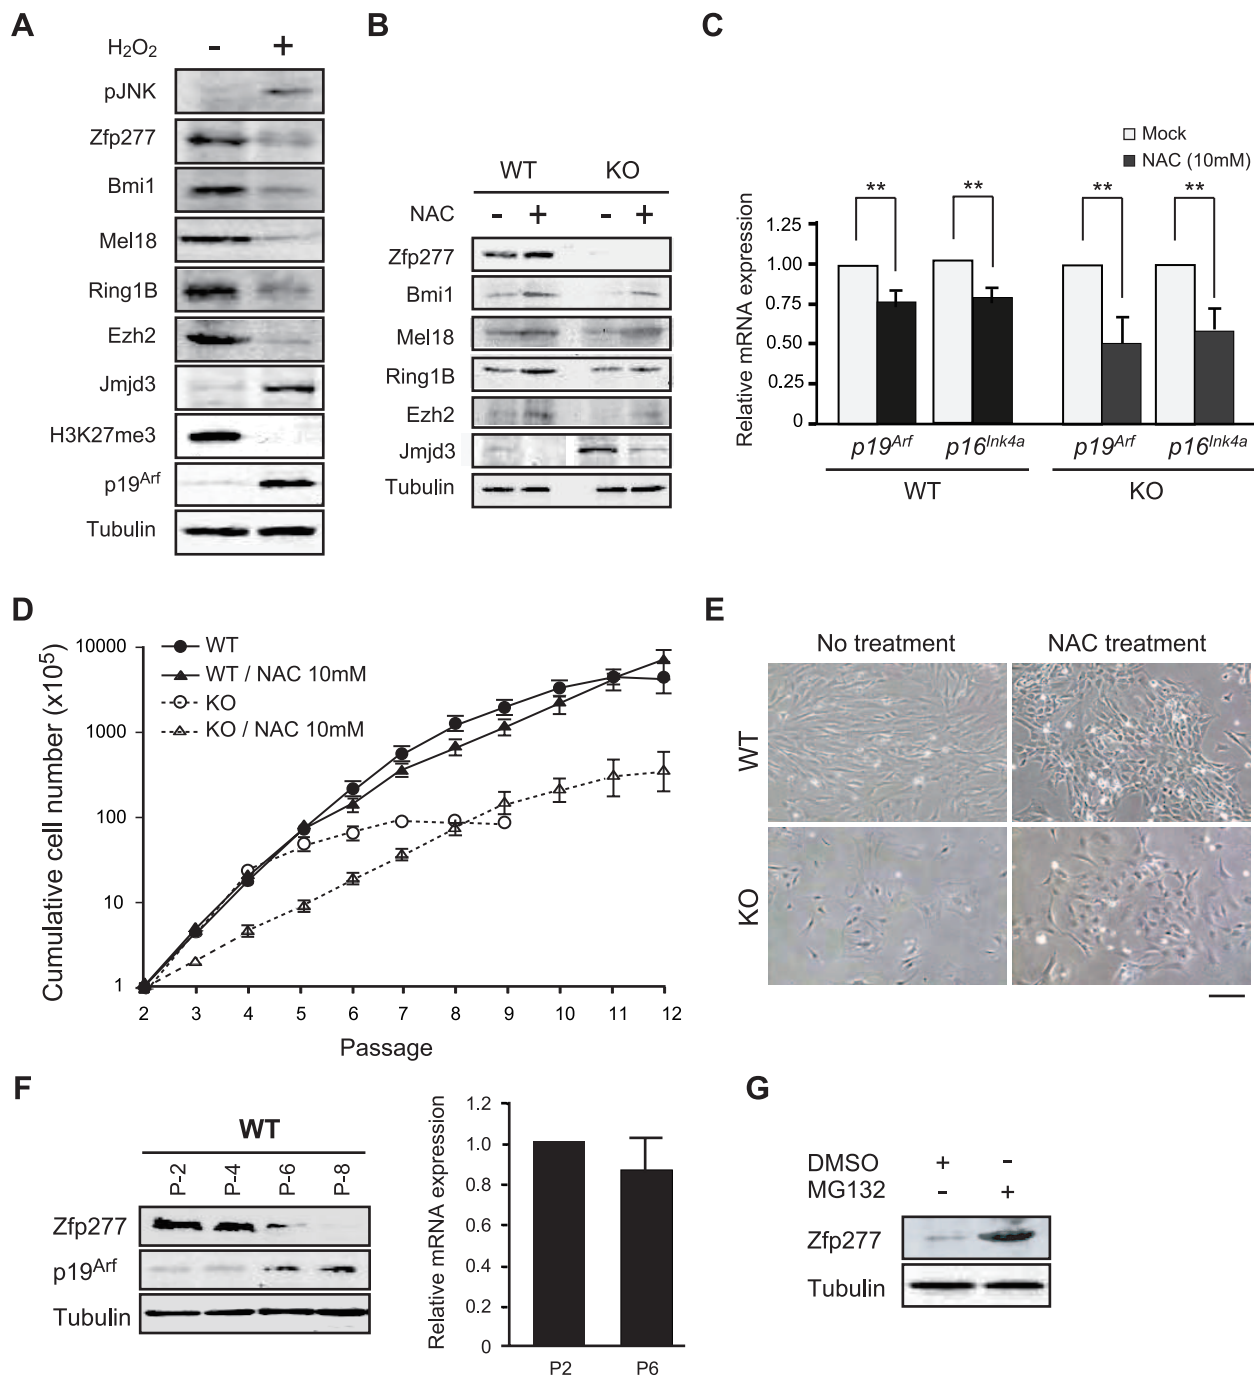 A
H₂O₂ - +
pJNK
Zfp277
Bmi1
Mel18
Ring1B
Ezh2
Jmjd3
H3K27me3
p19ᴬʳᶠ
Tubulin
B
WT KO
NAC - + - +
Zfp277
Bmi1
Mel18
Ring1B
Ezh2
Jmjd3
Tubulin
C
Mock
NAC (10mM)
** ** ** **
Relative mRNA expression
1.25
1.00
0.75
0.50
0.25
0
p19ᴬʳᶠ p16ᴵⁿᵏ⁴ᵃ p19ᴬʳᶠ p16ᴵⁿᵏ⁴ᵃ
WT KO
D
Cumulative cell number (x10⁵)
10000
1000
100
10
1
WT
WT / NAC 10mM
KO
KO / NAC 10mM
2 3 4 5 6 7 8 9 10 11 12
Passage
E
No treatment NAC treatment
WT
KO
F
WT
P-2 P-4 P-6 P-8
Zfp277
p19ᴬʳᶠ
Tubulin
Relative mRNA expression
1.2
1.0
0.8
0.6
0.4
0.2
0
P2 P6
G
DMSO + -
MG132 - +
Zfp277
Tubulin